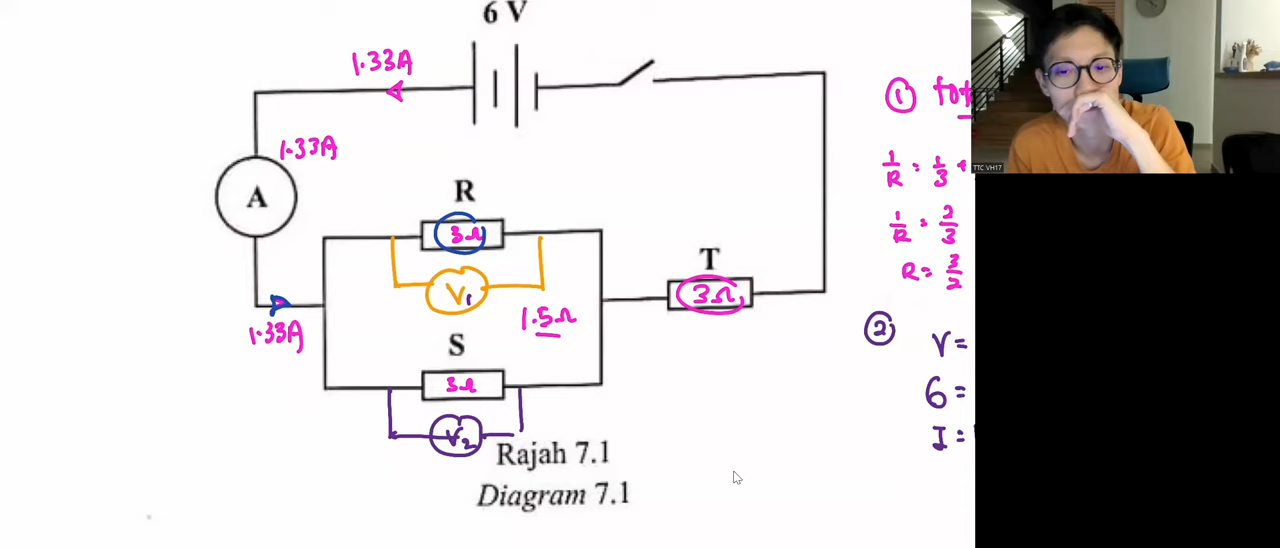 6 V
1.33A
1.33A
A
R
3Ω
V₁
1.5Ω
1.33A
S
3Ω
V₂
T
3Ω
Rajah 7.1
Diagram 7.1
① tot
1/R = 1/3 +
1/R = 2/3
R = 3/2
② V =
6 =
I =
TTC VH17